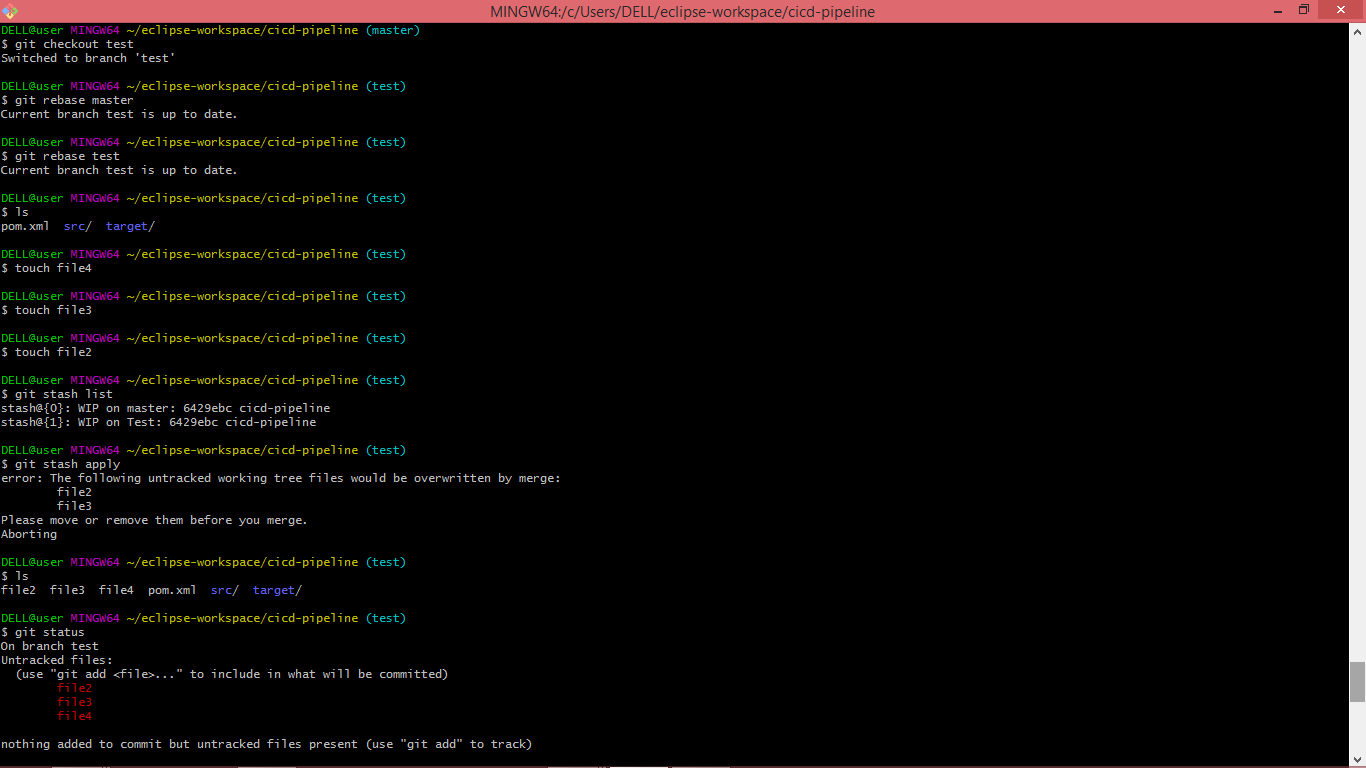 MINGW64:/c/Users/DELL/eclipse-workspace/cicd-pipeline
DELL@user MINGW64 ~/eclipse-workspace/cicd-pipeline (master)
$ git checkout test
Switched to branch 'test'
DELL@user MINGW64 ~/eclipse-workspace/cicd-pipeline (test)
$ git rebase master
Current branch test is up to date.
DELL@user MINGW64 ~/eclipse-workspace/cicd-pipeline (test)
$ git rebase test
Current branch test is up to date.
DELL@user MINGW64 ~/eclipse-workspace/cicd-pipeline (test)
$ ls
pom.xml  src/  target/
DELL@user MINGW64 ~/eclipse-workspace/cicd-pipeline (test)
$ touch file4
DELL@user MINGW64 ~/eclipse-workspace/cicd-pipeline (test)
$ touch file3
DELL@user MINGW64 ~/eclipse-workspace/cicd-pipeline (test)
$ touch file2
DELL@user MINGW64 ~/eclipse-workspace/cicd-pipeline (test)
$ git stash list
stash@{0}: WIP on master: 6429ebc cicd-pipeline
stash@{1}: WIP on Test: 6429ebc cicd-pipeline
DELL@user MINGW64 ~/eclipse-workspace/cicd-pipeline (test)
$ git stash apply
error: The following untracked working tree files would be overwritten by merge:
file2
file3
Please move or remove them before you merge.
Aborting
DELL@user MINGW64 ~/eclipse-workspace/cicd-pipeline (test)
$ ls
file2  file3  file4  pom.xml  src/  target/
DELL@user MINGW64 ~/eclipse-workspace/cicd-pipeline (test)
$ git status
On branch test
Untracked files:
(use "git add <file>..." to include in what will be committed)
file2
file3
file4
nothing added to commit but untracked files present (use "git add" to track)